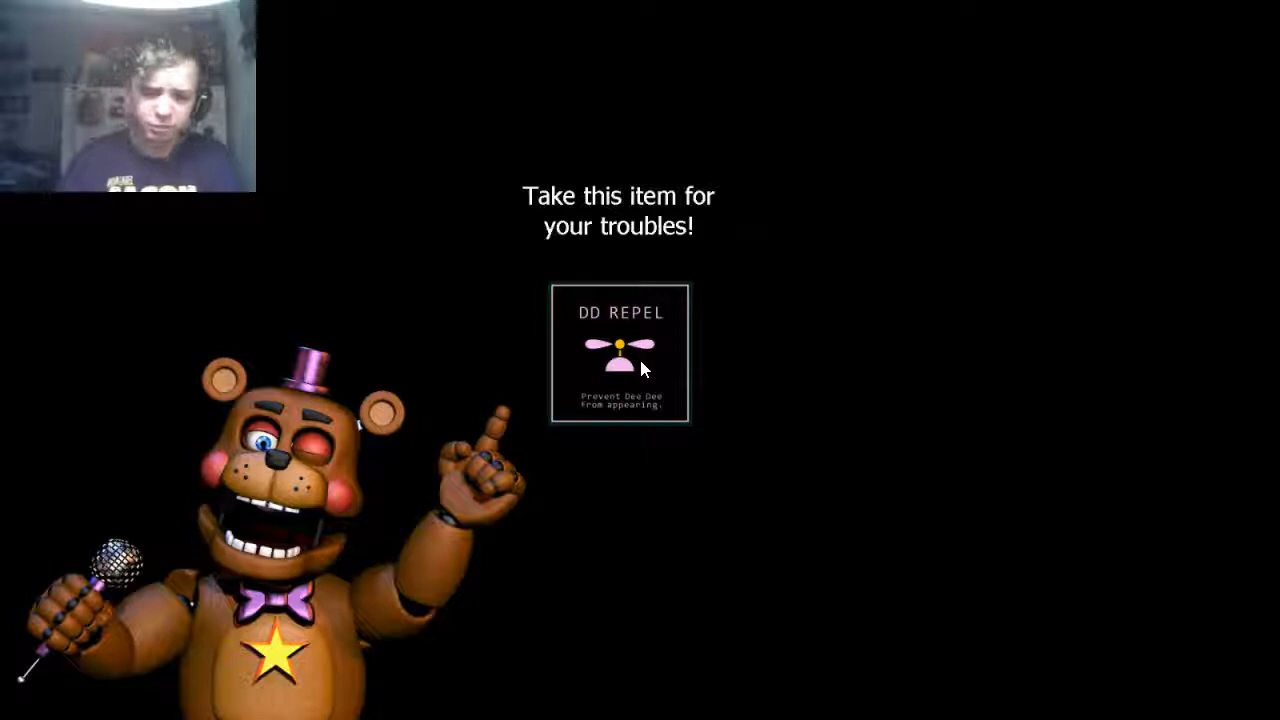 Take this item for
your troubles!
DD REPEL
Prevent Dee Dee
From appearing.